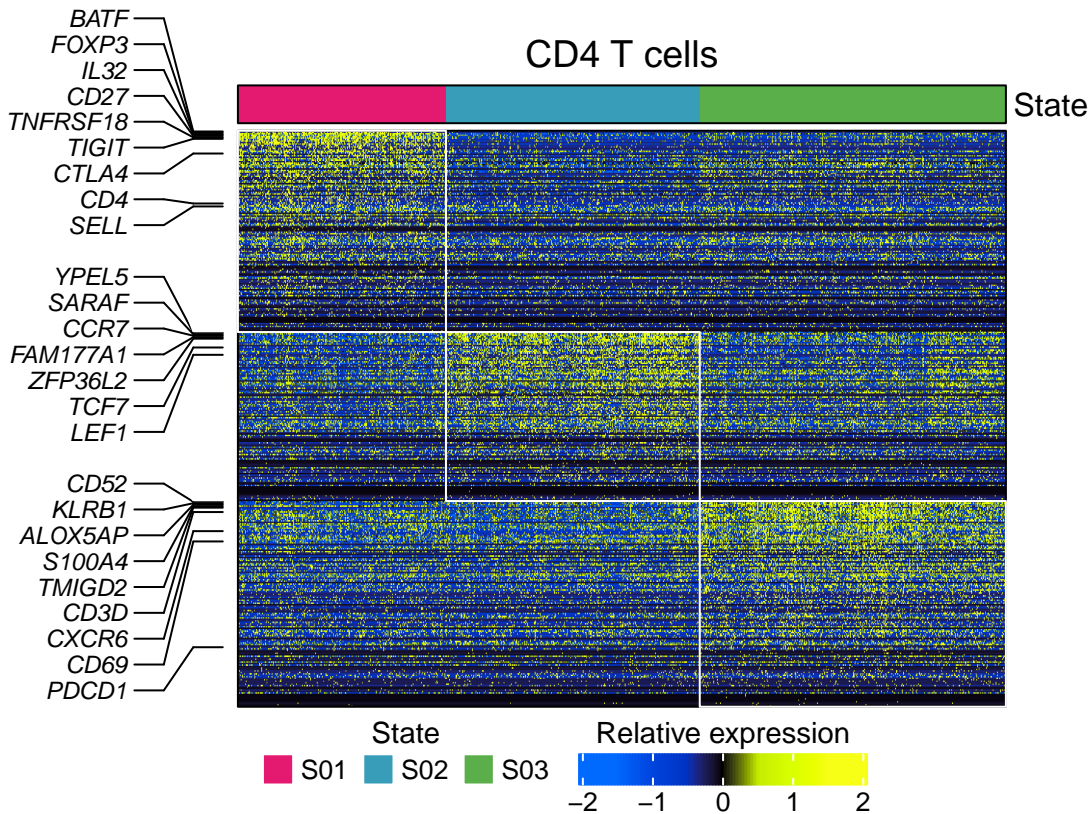 CD4 T cells
State
BATF
FOXP3
IL32
CD27
TNFRSF18
TIGIT
CTLA4
CD4
SELL
YPEL5
SARAF
CCR7
FAM177A1
ZFP36L2
TCF7
LEF1
CD52
KLRB1
ALOX5AP
S100A4
TMIGD2
CD3D
CXCR6
CD69
PDCD1
State
S01 S02 S03
Relative expression
−2 −1 0 1 2